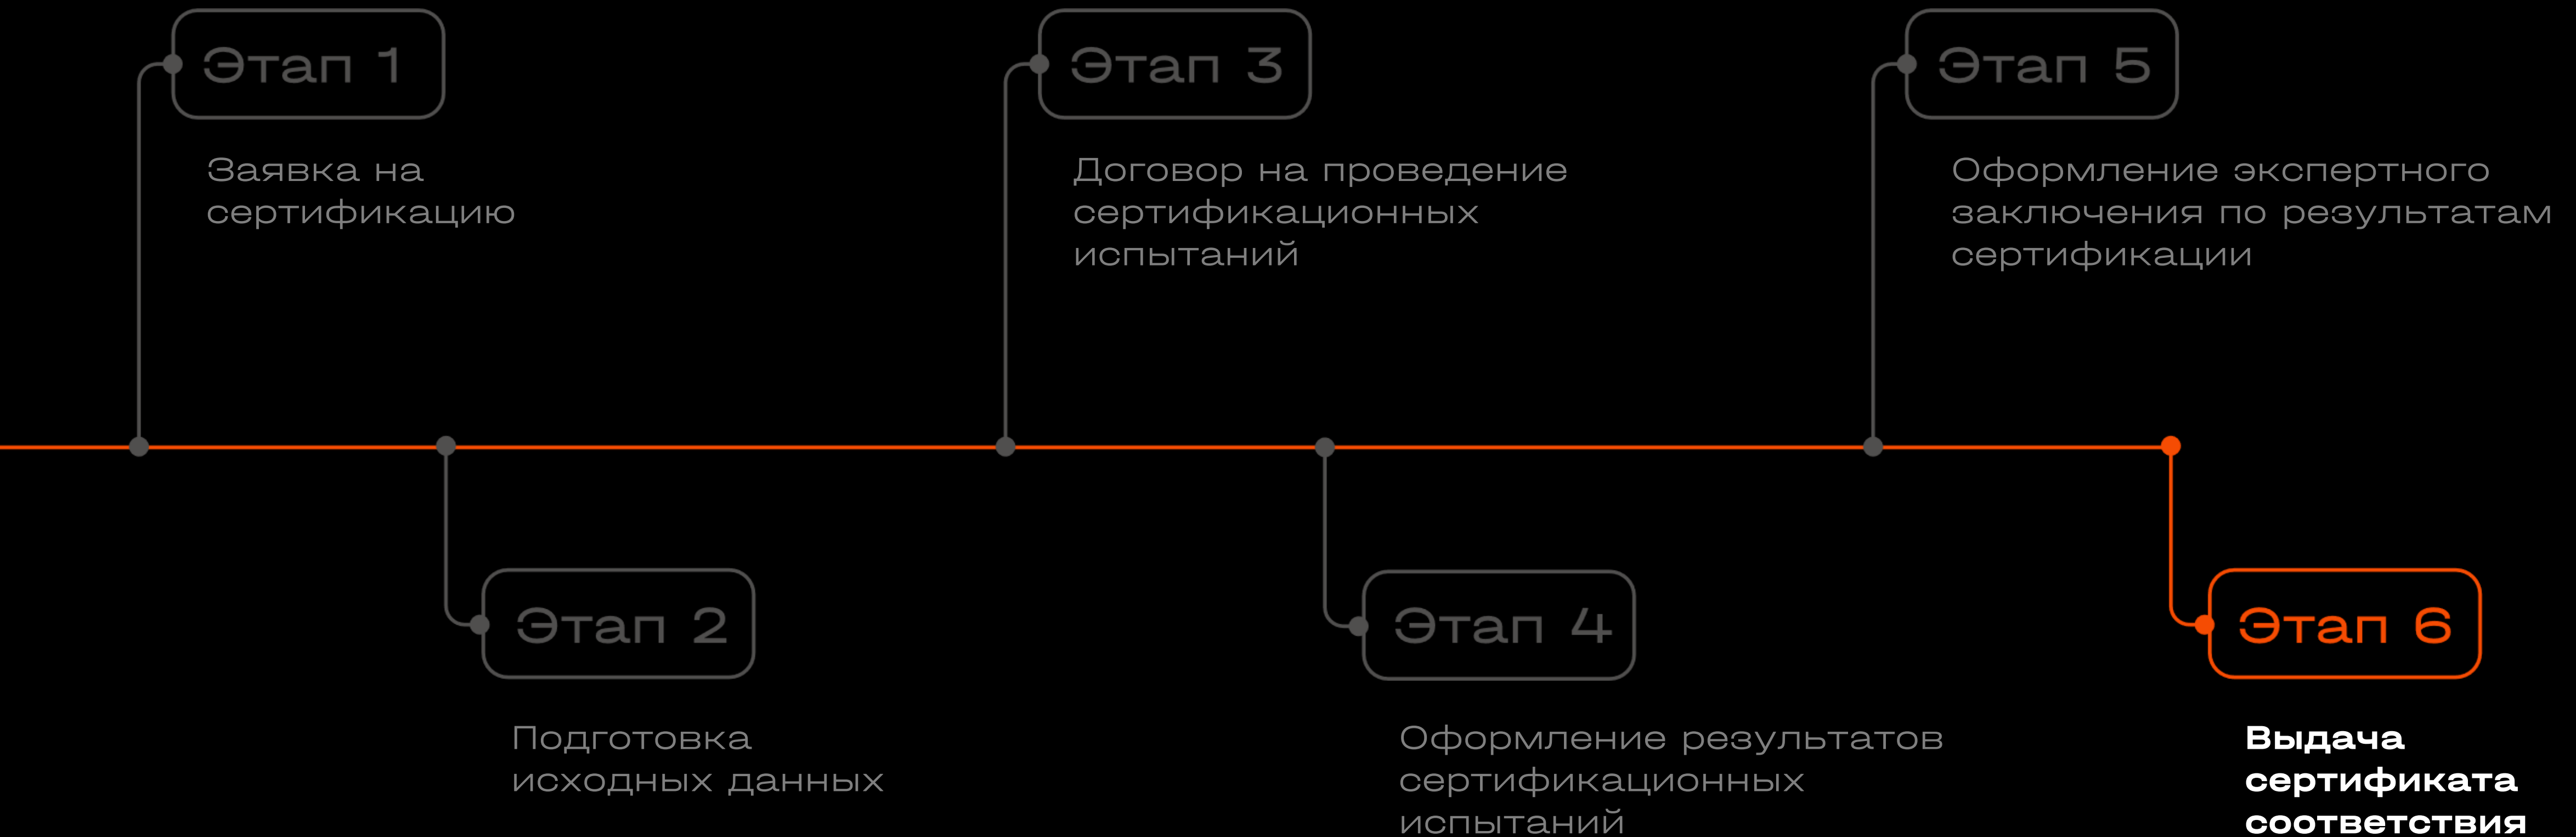 Этап 1
Заявка на
сертификацию
Этап 2
Подготовка
исходных данных
Этап 3
Договор на проведение
сертификационных
испытаний
Этап 4
Оформление результатов
сертификационных
испытаний
Этап 5
Оформление экспертного
заключения по результатам
сертификации
Этап 6
Выдача
сертификата
соответствия